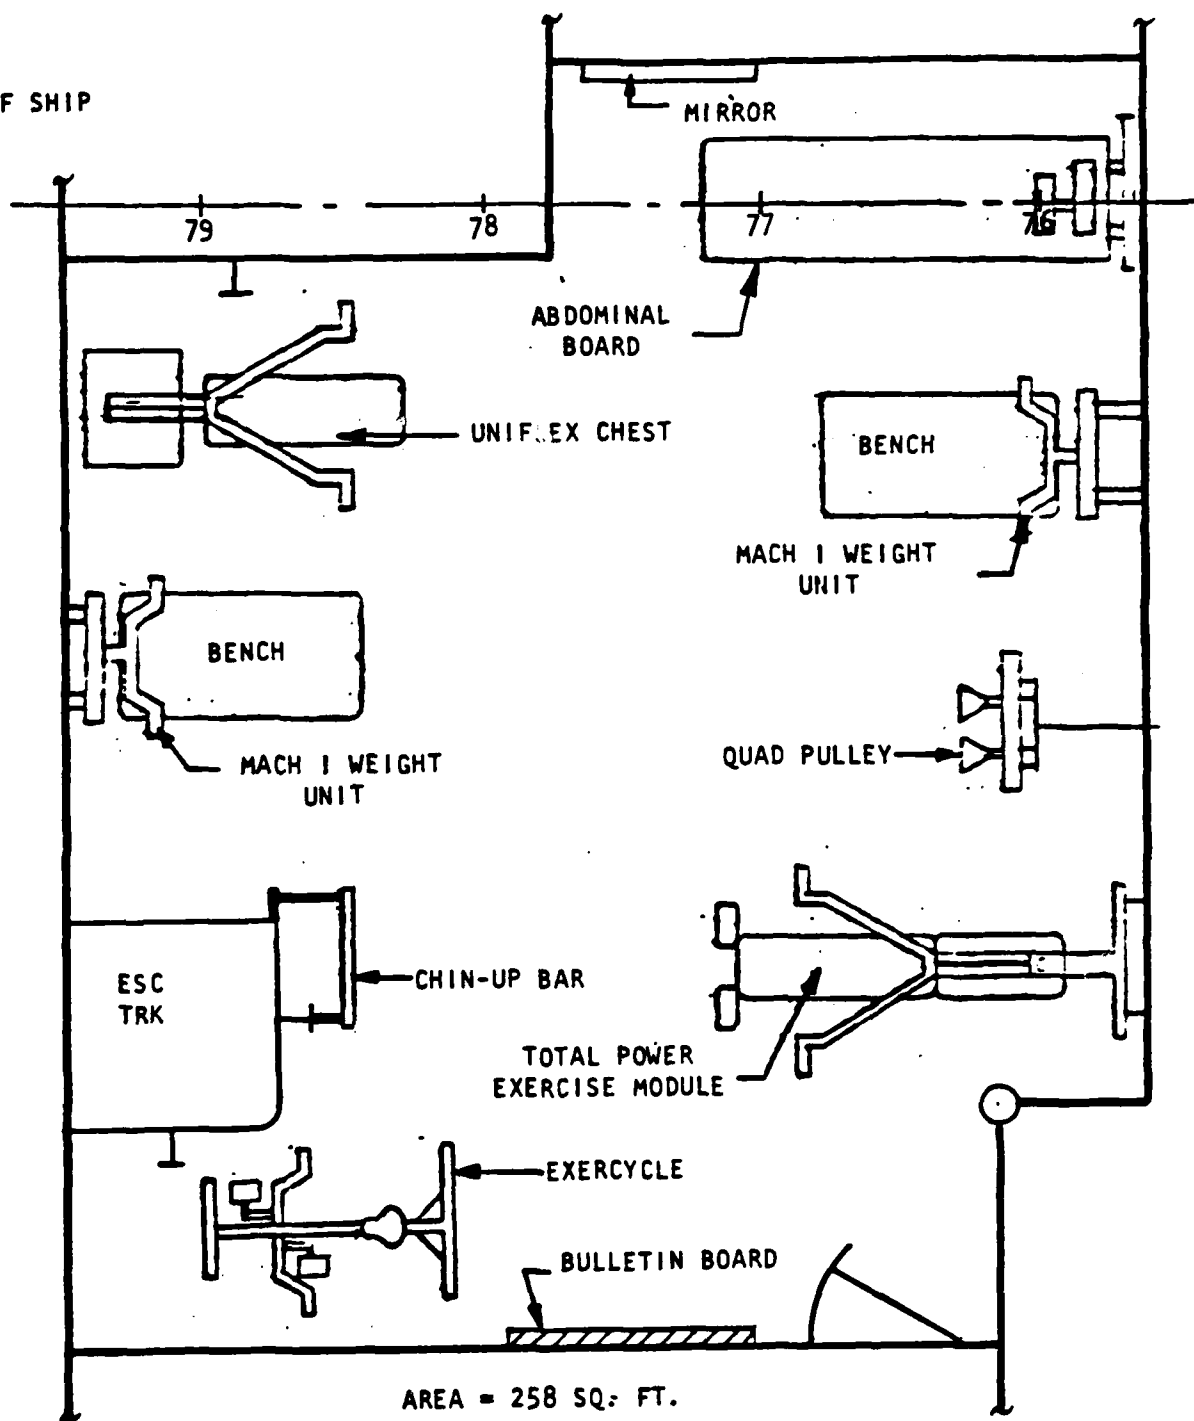 F SHIP
MIRROR
79
78
77
76
ABDOMINAL
BOARD
UNIFLEX CHEST
BENCH
MACH I WEIGHT
UNIT
BENCH
MACH I WEIGHT
UNIT
QUAD PULLEY
ESC
TRK
CHIN-UP BAR
TOTAL POWER
EXERCISE MODULE
EXERCYCLE
BULLETIN BOARD
AREA = 258 SQ. FT.